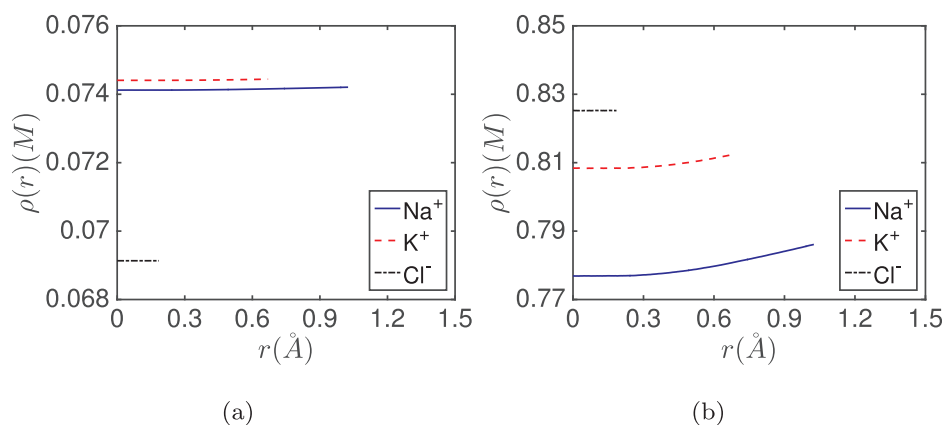 0.076
0.074
0.072
0.07
0.068
ρ(r)(M)
0 0.3 0.6 0.9 1.2 1.5
r(Å)
Na⁺
K⁺
Cl⁻
(a)
0.85
0.83
0.81
0.79
0.77
ρ(r)(M)
0 0.3 0.6 0.9 1.2 1.5
r(Å)
Na⁺
K⁺
Cl⁻
(b)